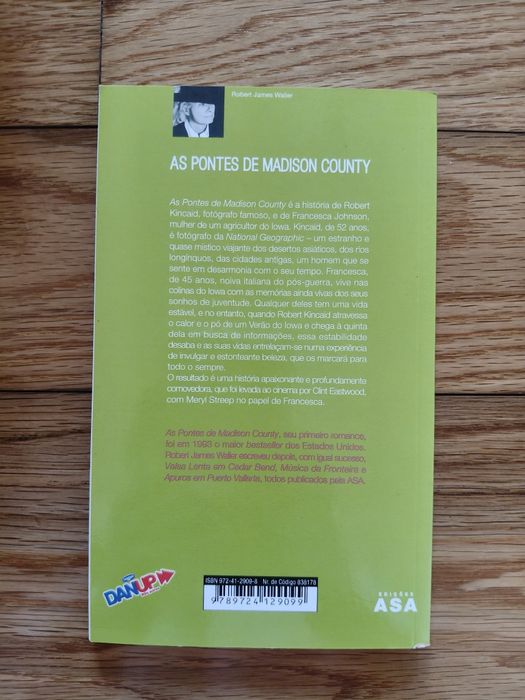 Robert James Waller
AS PONTES DE MADISON COUNTY
As Pontes de Madison County é a história de Robert
Kincaid, fotógrafo famoso, e de Francesca Johnson,
mulher de um agricultor do Iowa. Kincaid, de 52 anos,
é fotógrafo da National Geographic – um estranho e
quase místico viajante dos desertos asiáticos, dos rios
longínquos, das cidades antigas, um homem que se
sente em desarmonia com o seu tempo. Francesca,
de 45 anos, noiva italiana do pós-guerra, vive nas
colinas do Iowa com as memórias ainda vivas dos seus
sonhos de juventude. Qualquer deles tem uma vida
estável, e no entanto, quando Robert Kincaid atravessa
o calor e o pó de um Verão do Iowa e chega à quinta
dela em busca de informações, essa estabilidade
desaba e as suas vidas entrelaçam-se numa experiência
de invulgar e estonteante beleza, que os marcará para
todo o sempre.
O resultado é uma história apaixonante e profundamente
comovedora, que foi levada ao cinema por Clint Eastwood,
com Meryl Streep no papel de Francesca.
As Pontes de Madison County, seu primeiro romance,
foi em 1993 o maior bestseller dos Estados Unidos.
Robert James Waller escreveu depois, com igual sucesso,
Valsa Lenta em Cedar Bend, Música da Fronteira e
Apuros em Puerto Vallarta, todos publicados pela ASA.
DANUP
ISBN 972-41-2909-8 Nr. de Código 838178
9789724129099
EDIÇÕES
ASA